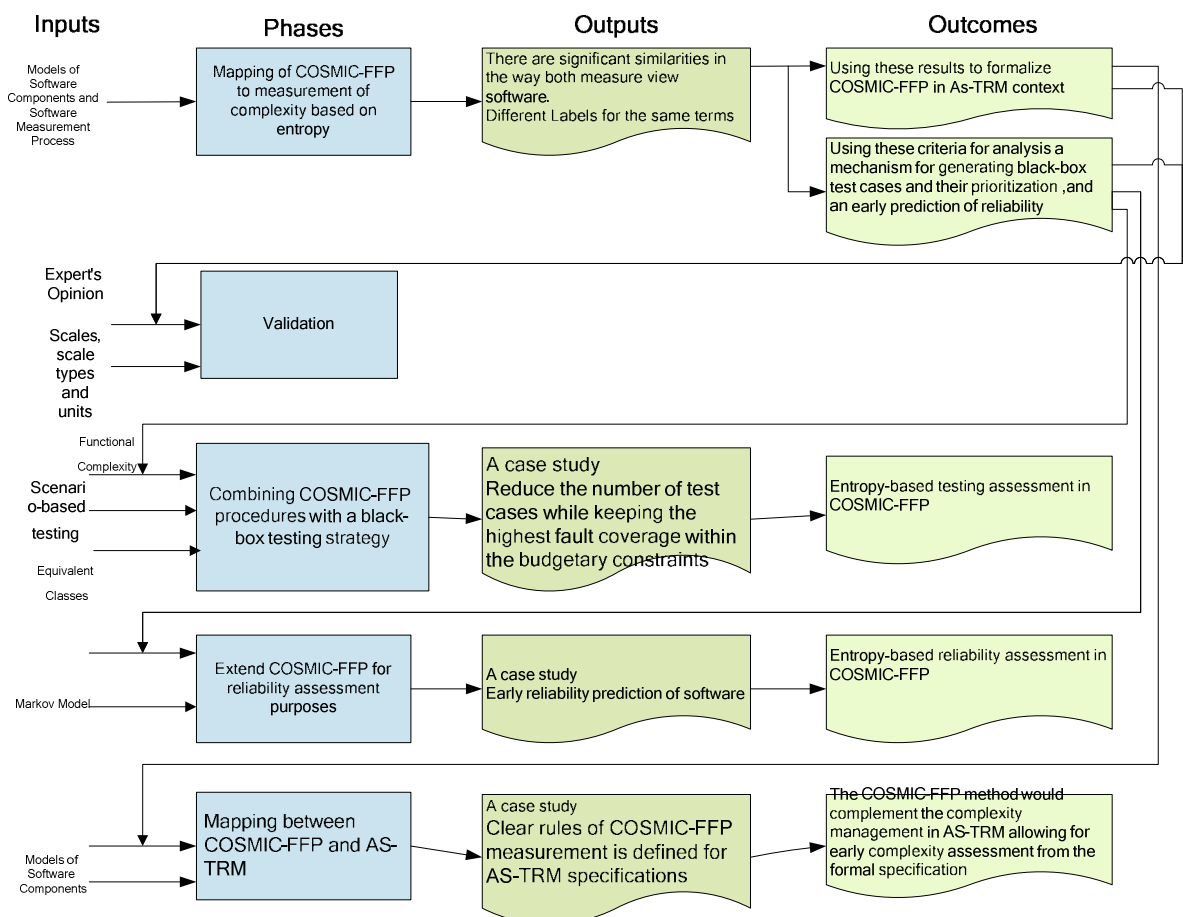 Inputs
Phases
Outputs
Outcomes
Models of
Software
Components and
Software
Measurement
Process
Mapping of COSMIC-FFP
to measurement of
complexity based on
entropy
There are significant similarities in
the way both measure view
software.
Different Labels for the same terms
Using these results to formalize
COSMIC-FFP in As-TRM context
Using these criteria for analysis a
mechanism for generating black-box
test cases and their prioritization ,and
an early prediction of reliability
Expert's
Opinion
Scales,
scale
types
and
units
Validation
Functional
Complexity
Scenari
o-based
testing
Equivalent
Classes
Combining COSMIC-FFP
procedures with a black-
box testing strategy
A case study
Reduce the number of test
cases while keeping the
highest fault coverage within
the budgetary constraints
Entropy-based testing assessment in
COSMIC-FFP
Markov Model
Extend COSMIC-FFP for
reliability assessment
purposes
A case study
Early reliability prediction of software
Entropy-based reliability assessment in
COSMIC-FFP
Models of
Software
Components
Mapping between
COSMIC-FFP and AS-
TRM
A case study
Clear rules of COSMIC-FFP
measurement is defined for
AS-TRM specifications
The COSMIC-FFP method would
complement the complexity
management in AS-TRM allowing for
early complexity assessment from the
formal specification